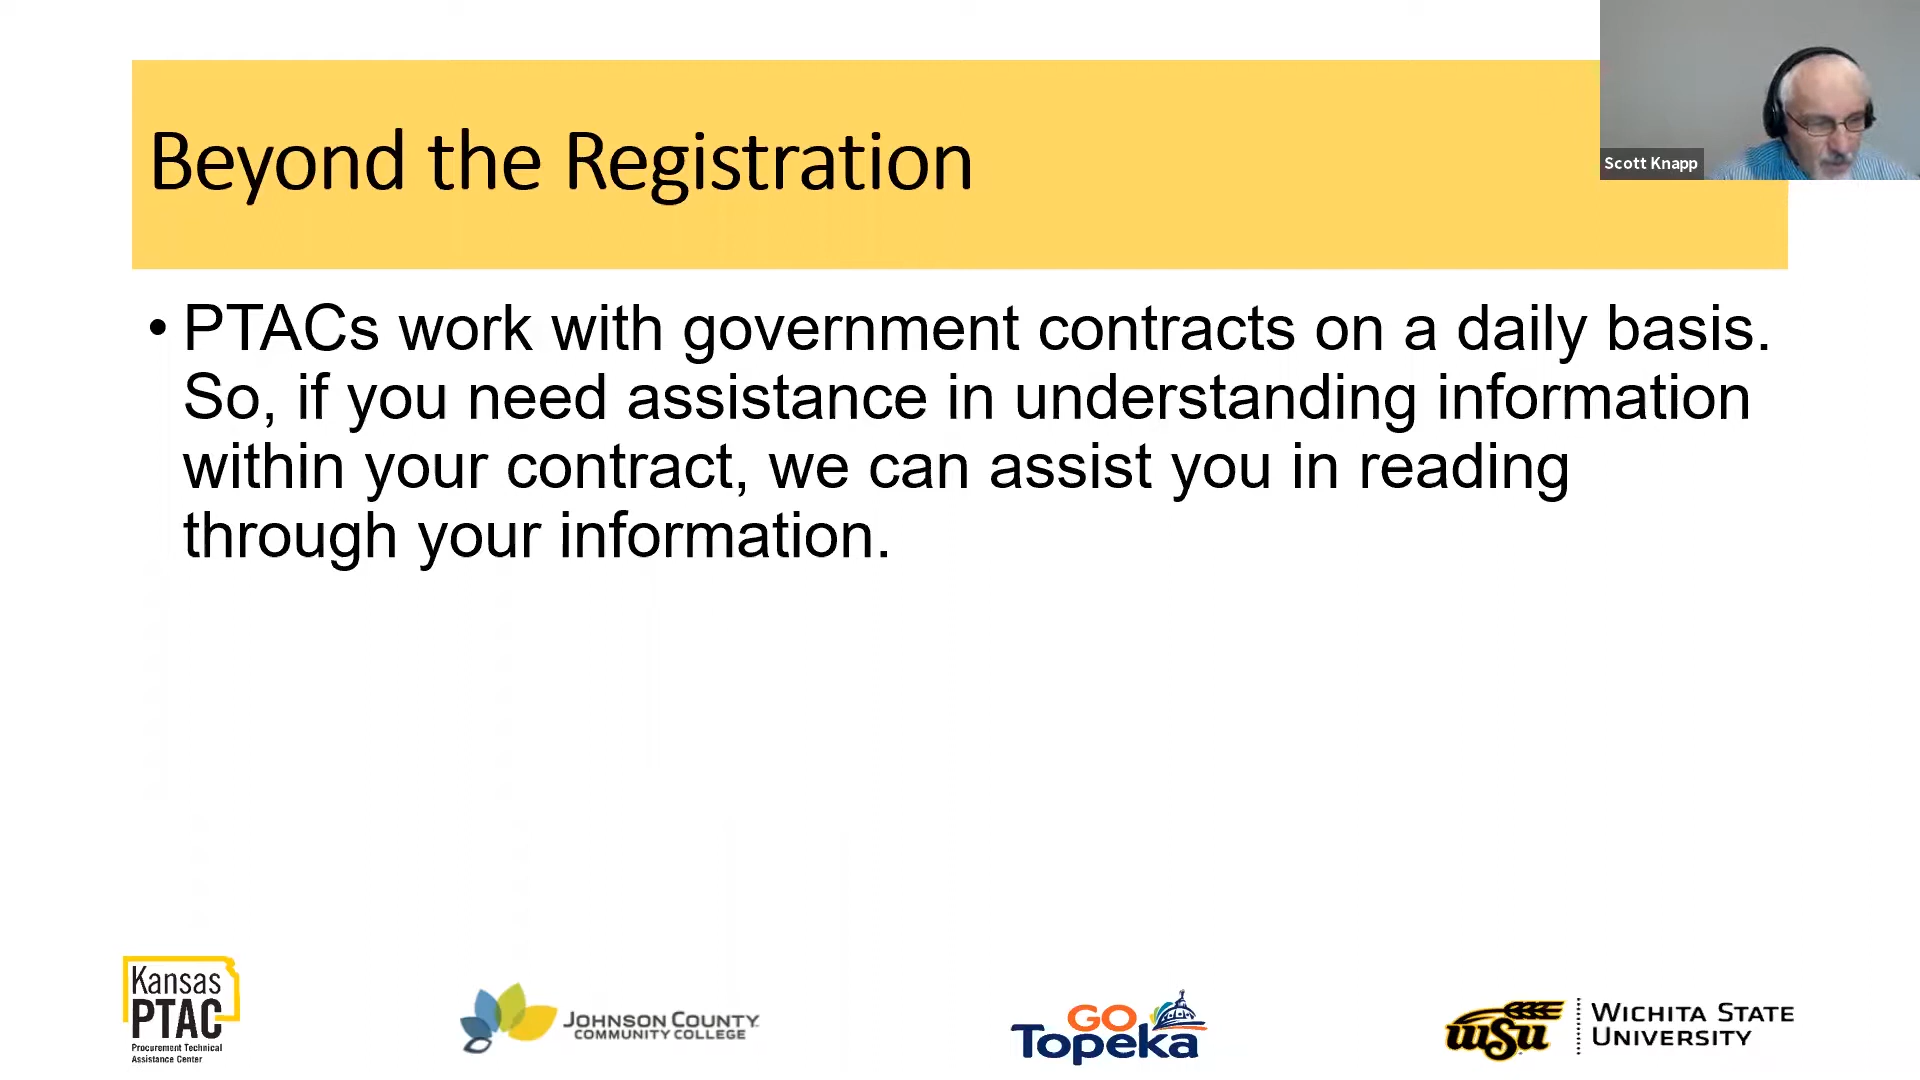 Beyond the Registration
Scott Knapp
• PTACs work with government contracts on a daily basis.
So, if you need assistance in understanding information
within your contract, we can assist you in reading
through your information.
Kansas
PTAC
Procurement Technical
Assistance Center
JOHNSON COUNTY
COMMUNITY COLLEGE
GO
Topeka
WSU
WICHITA STATE
UNIVERSITY